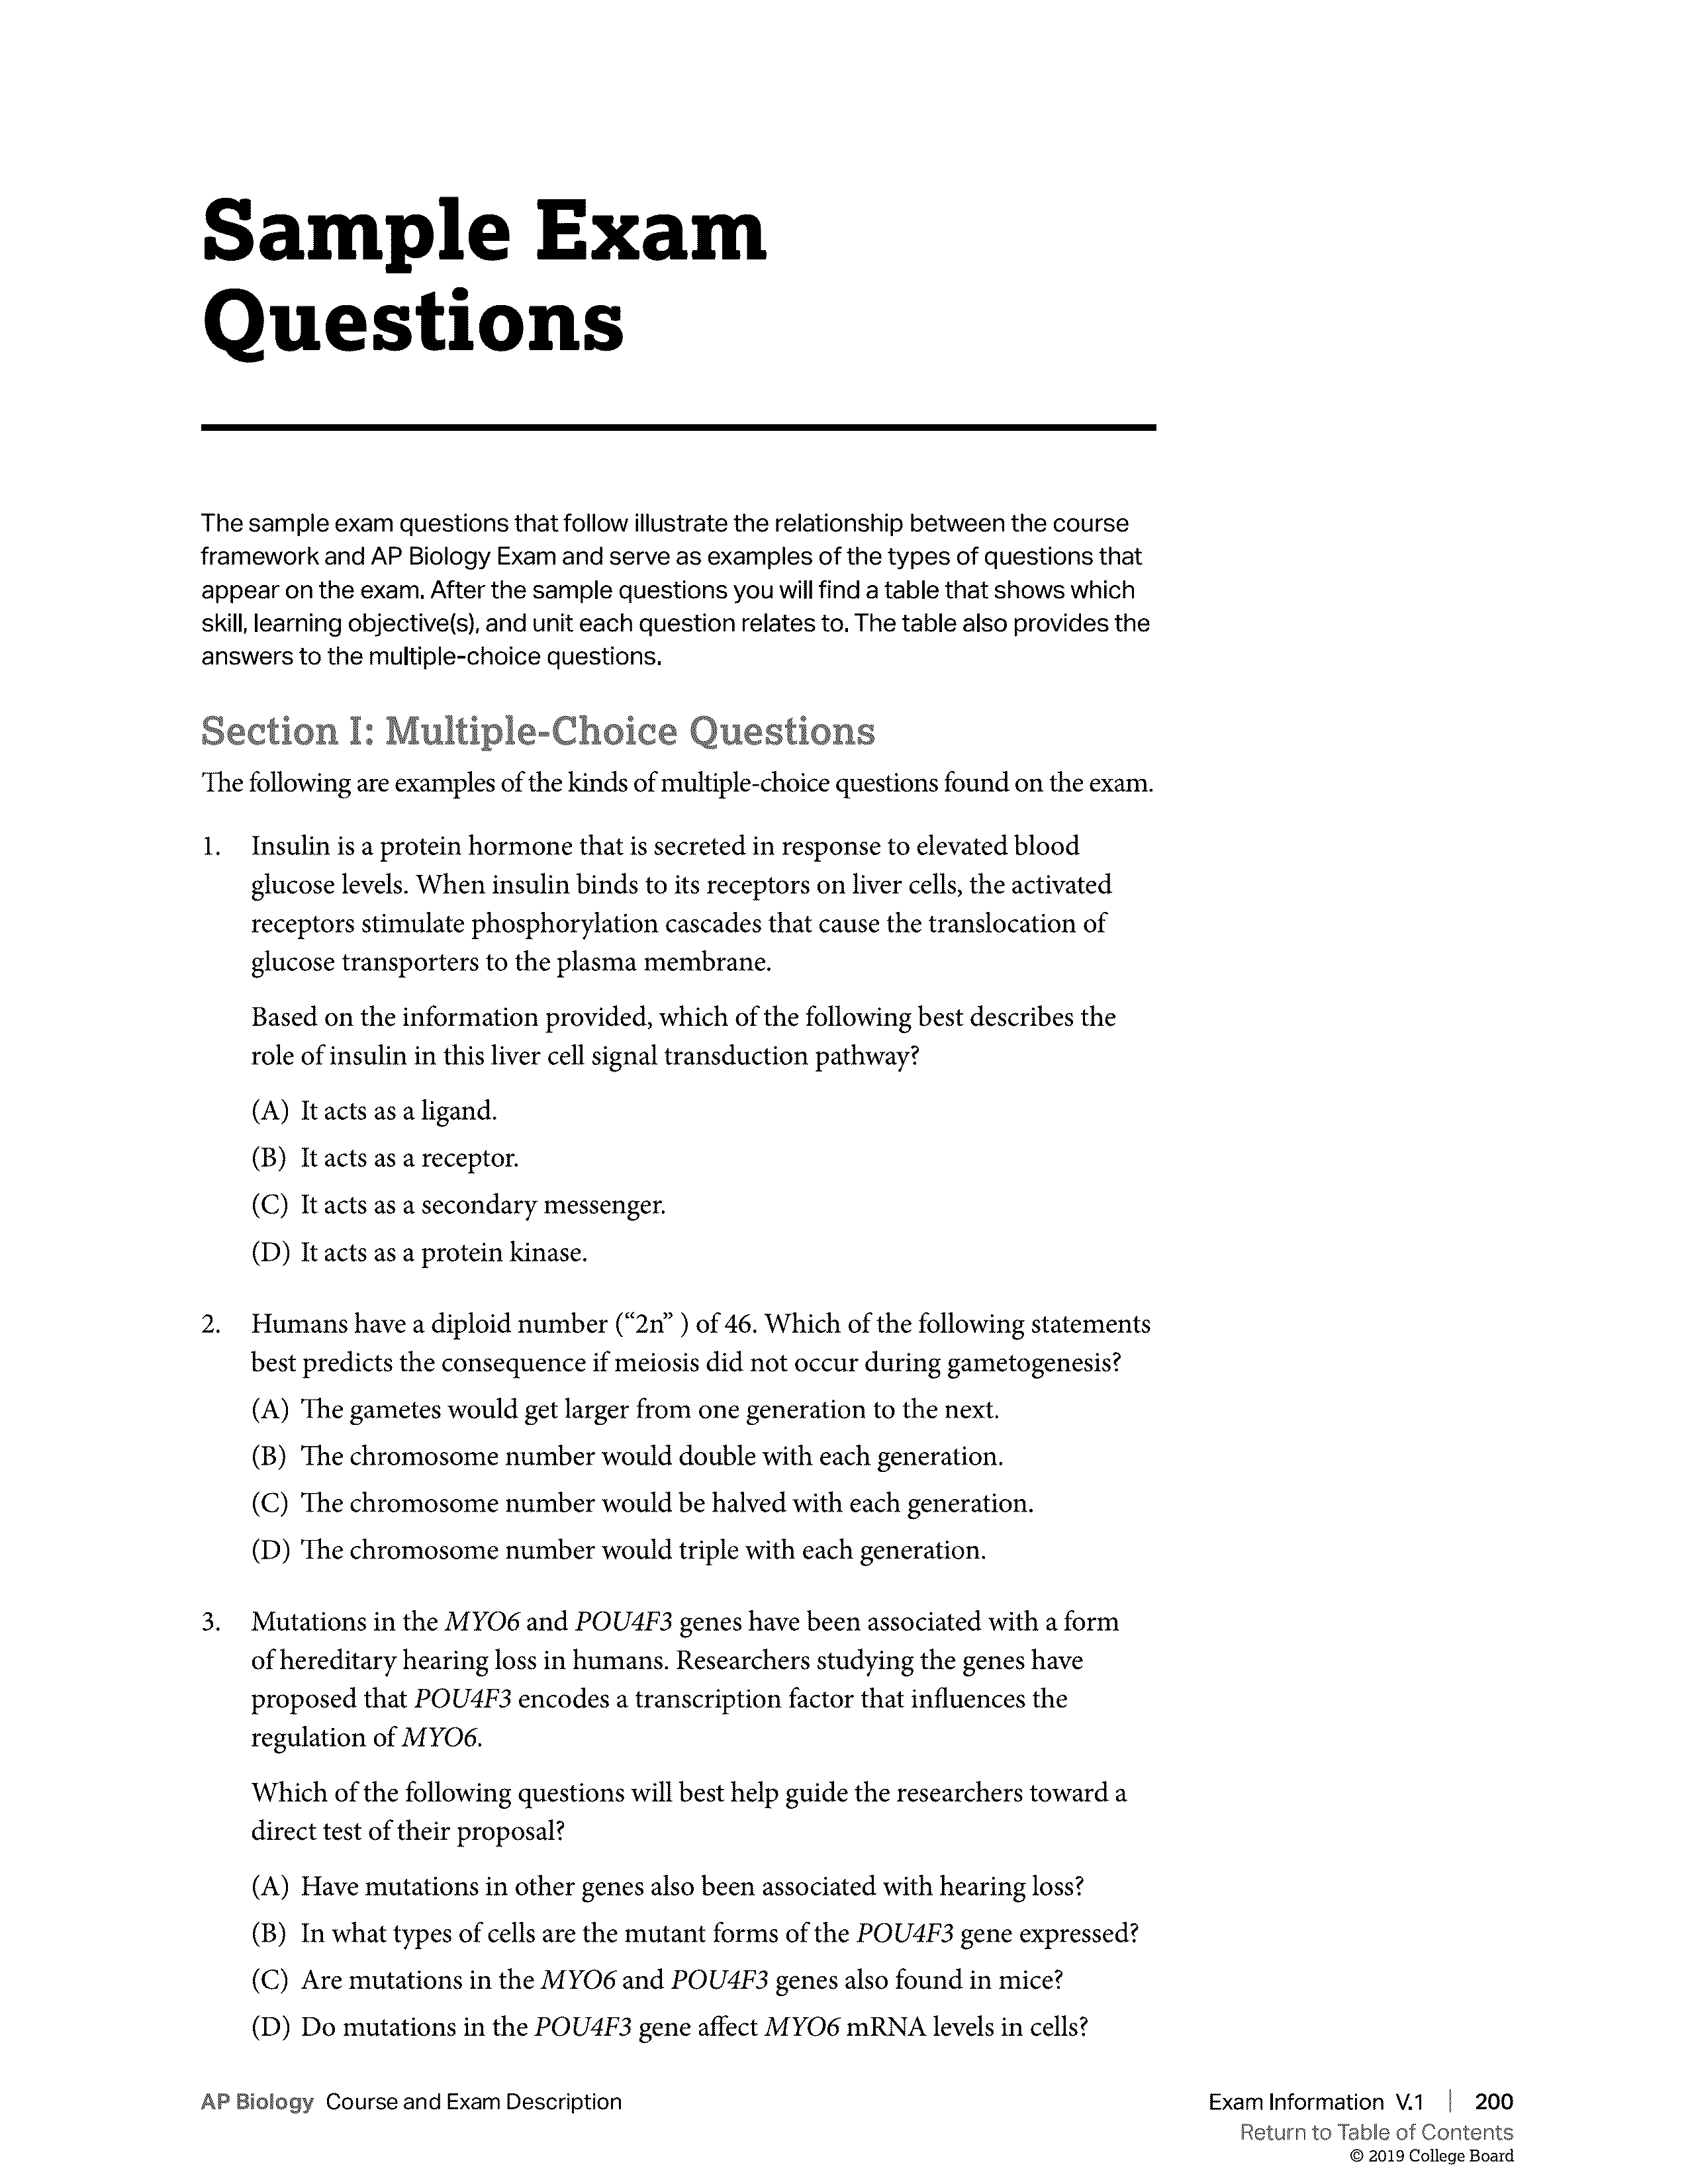 Sample Exam
Questions
The sample exam questions that follow illustrate the relationship between the course
framework and AP Biology Exam and serve as examples of the types of questions that
appear on the exam. After the sample questions you will find a table that shows which
skill, learning objective(s), and unit each question relates to. The table also provides the
answers to the multiple-choice questions.
Section I: Multiple-Choice Questions
The following are examples of the kinds of multiple-choice questions found on the exam.
1. Insulin is a protein hormone that is secreted in response to elevated blood
glucose levels. When insulin binds to its receptors on liver cells, the activated
receptors stimulate phosphorylation cascades that cause the translocation of
glucose transporters to the plasma membrane.
Based on the information provided, which of the following best describes the
role of insulin in this liver cell signal transduction pathway?
(A) It acts as a ligand.
(B) It acts as a receptor.
(C) It acts as a secondary messenger.
(D) It acts as a protein kinase.
2. Humans have a diploid number (“2n” ) of 46. Which of the following statements
best predicts the consequence if meiosis did not occur during gametogenesis?
(A) The gametes would get larger from one generation to the next.
(B) The chromosome number would double with each generation.
(C) The chromosome number would be halved with each generation.
(D) The chromosome number would triple with each generation.
3. Mutations in the MYO6 and POU4F3 genes have been associated with a form
of hereditary hearing loss in humans. Researchers studying the genes have
proposed that POU4F3 encodes a transcription factor that influences the
regulation of MYO6.
Which of the following questions will best help guide the researchers toward a
direct test of their proposal?
(A) Have mutations in other genes also been associated with hearing loss?
(B) In what types of cells are the mutant forms of the POU4F3 gene expressed?
(C) Are mutations in the MYO6 and POU4F3 genes also found in mice?
(D) Do mutations in the POU4F3 gene affect MYO6 mRNA levels in cells?
AP Biology Course and Exam Description
Exam Information V.1 | 200
Return to Table of Contents
© 2019 College Board